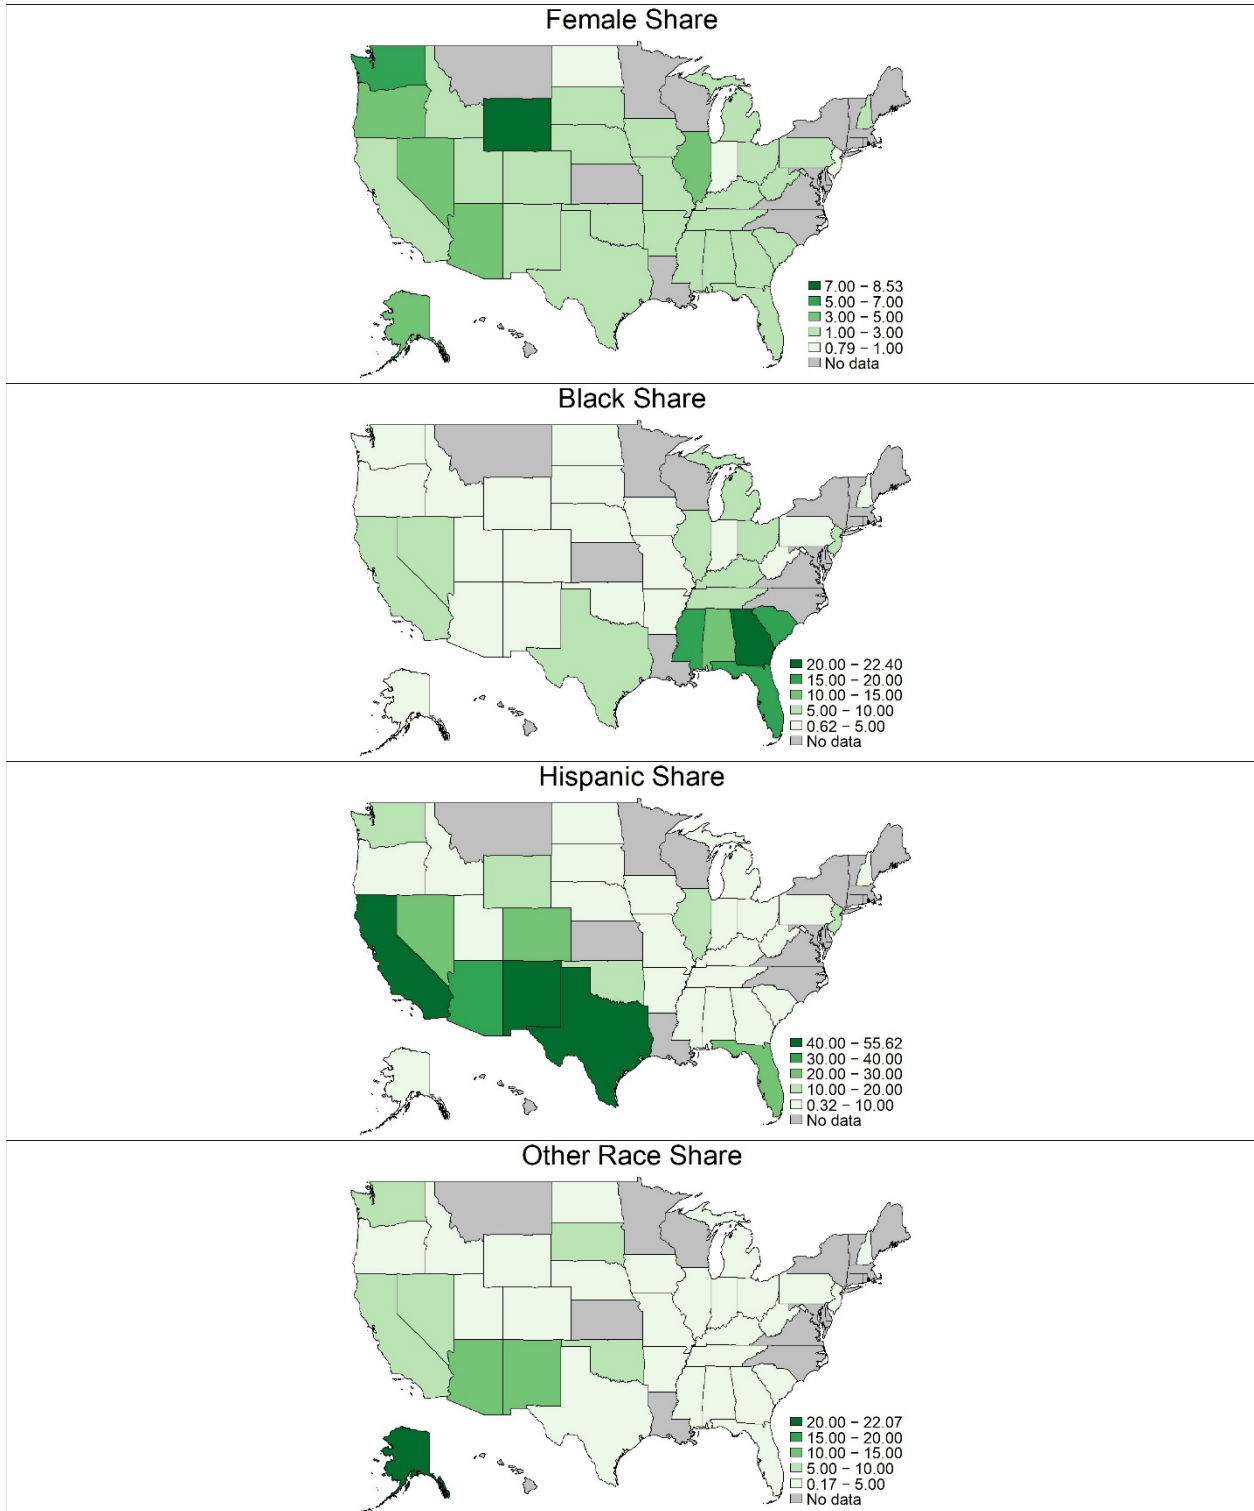 Female Share
7.00 – 8.53
5.00 – 7.00
3.00 – 5.00
1.00 – 3.00
0.79 – 1.00
No data
Black Share
20.00 – 22.40
15.00 – 20.00
10.00 – 15.00
5.00 – 10.00
0.62 – 5.00
No data
Hispanic Share
40.00 – 55.62
30.00 – 40.00
20.00 – 30.00
10.00 – 20.00
0.32 – 10.00
No data
Other Race Share
20.00 – 22.07
15.00 – 20.00
10.00 – 15.00
5.00 – 10.00
0.17 – 5.00
No data